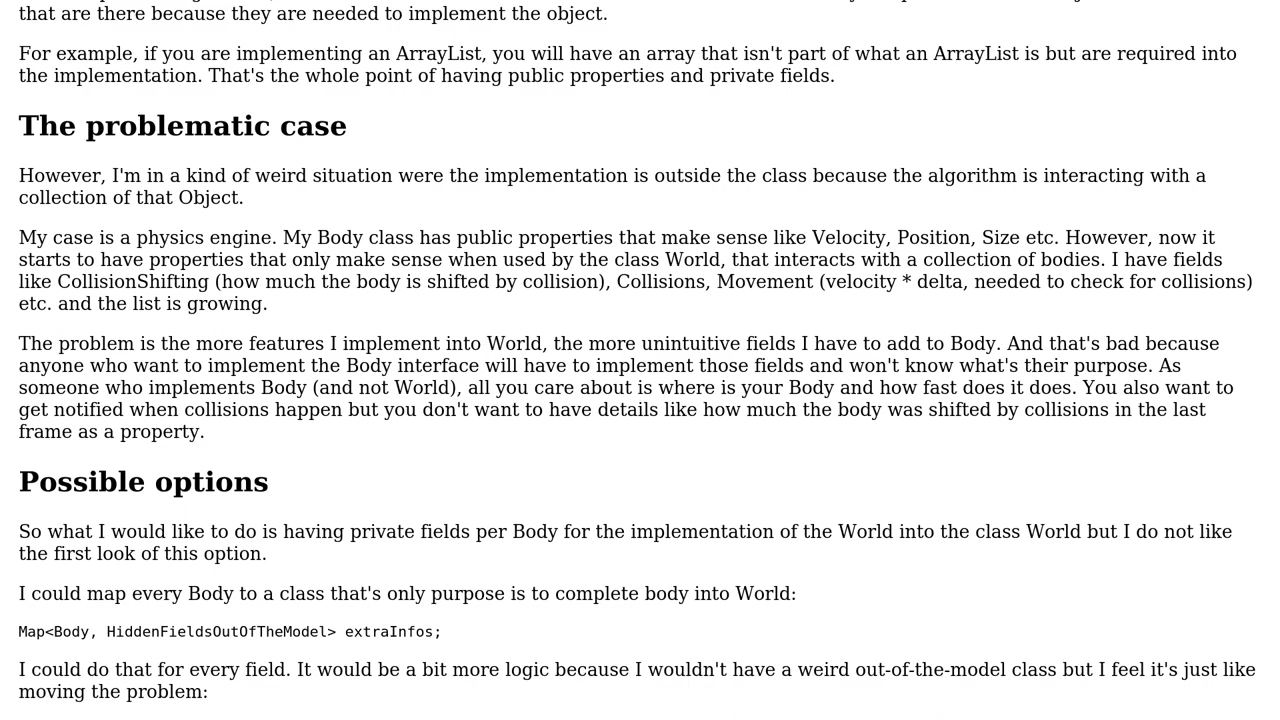 that are there because they are needed to implement the object.
For example, if you are implementing an ArrayList, you will have an array that isn't part of what an ArrayList is but are required into
the implementation. That's the whole point of having public properties and private fields.
The problematic case
However, I'm in a kind of weird situation were the implementation is outside the class because the algorithm is interacting with a
collection of that Object.
My case is a physics engine. My Body class has public properties that make sense like Velocity, Position, Size etc. However, now it
starts to have properties that only make sense when used by the class World, that interacts with a collection of bodies. I have fields
like CollisionShifting (how much the body is shifted by collision), Collisions, Movement (velocity * delta, needed to check for collisions)
etc. and the list is growing.
The problem is the more features I implement into World, the more unintuitive fields I have to add to Body. And that's bad because
anyone who want to implement the Body interface will have to implement those fields and won't know what's their purpose. As
someone who implements Body (and not World), all you care about is where is your Body and how fast does it does. You also want to
get notified when collisions happen but you don't want to have details like how much the body was shifted by collisions in the last
frame as a property.
Possible options
So what I would like to do is having private fields per Body for the implementation of the World into the class World but I do not like
the first look of this option.
I could map every Body to a class that's only purpose is to complete body into World:
Map<Body, HiddenFieldsOutOfTheModel> extraInfos;
I could do that for every field. It would be a bit more logic because I wouldn't have a weird out-of-the-model class but I feel it's just like
moving the problem: